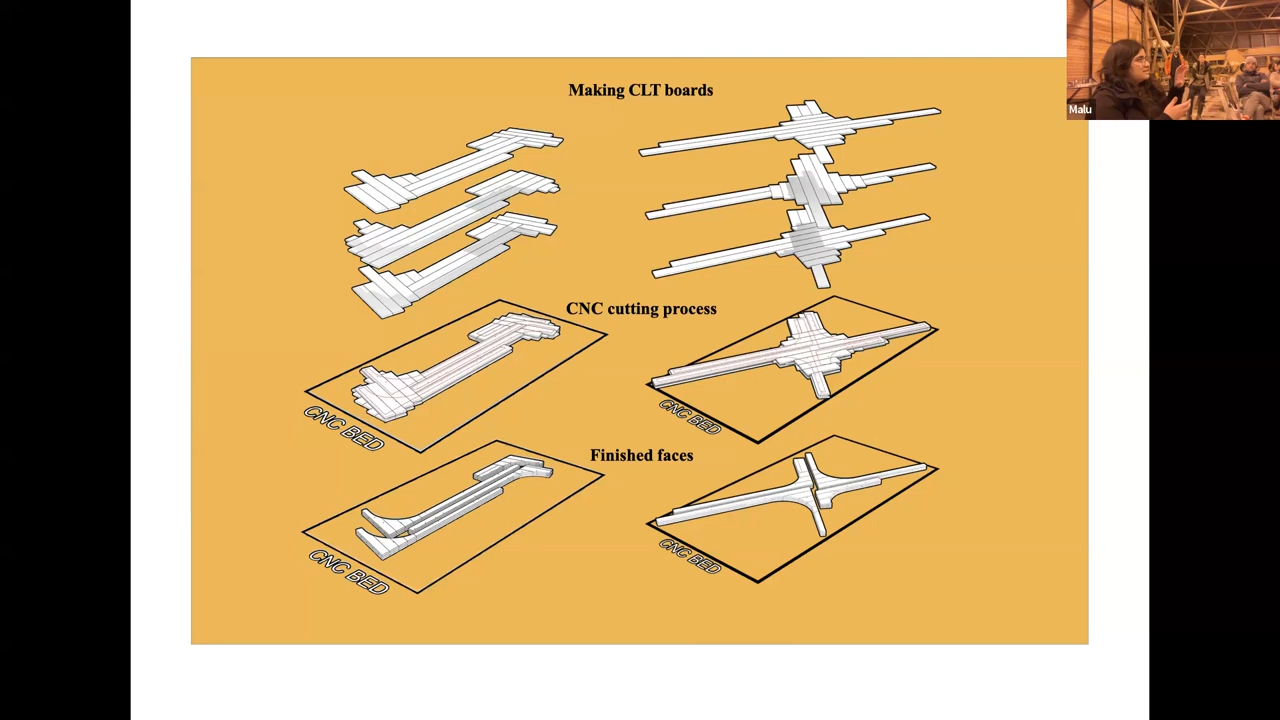 Making CLT boards
Malu
CNC cutting process
CNC BED
CNC BED
Finished faces
CNC BED
CNC BED